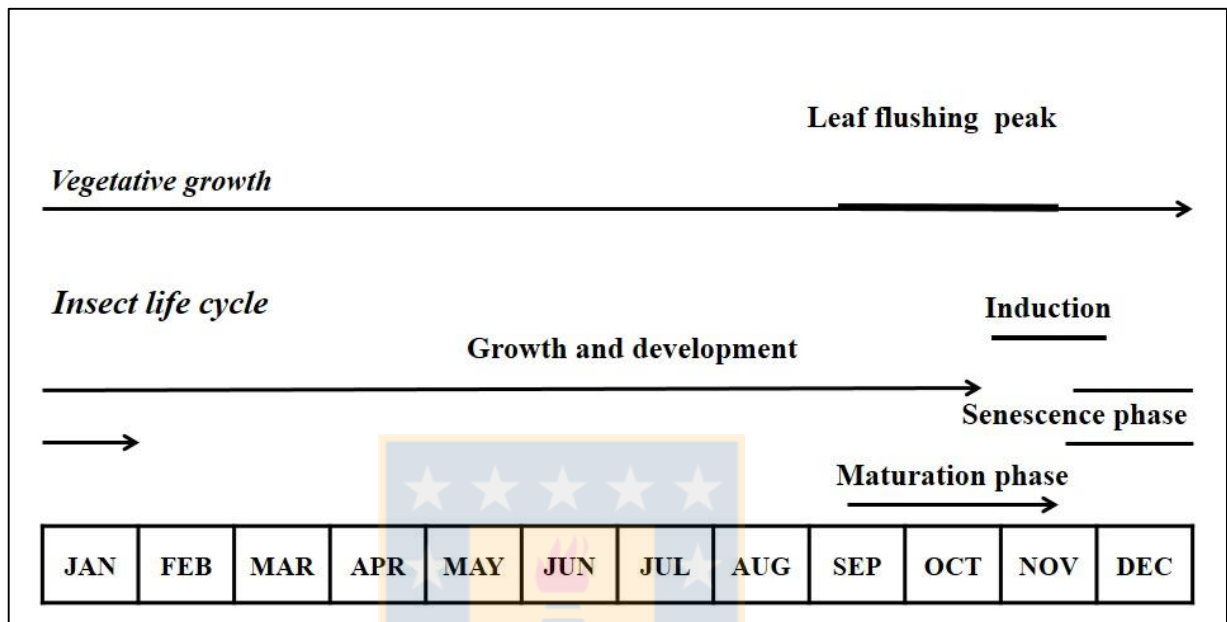 Leaf flushing peak
Vegetative growth
Insect life cycle
Induction
Growth and development
Senescence phase
Maturation phase
JAN FEB MAR APR MAY JUN JUL AUG SEP OCT NOV DEC